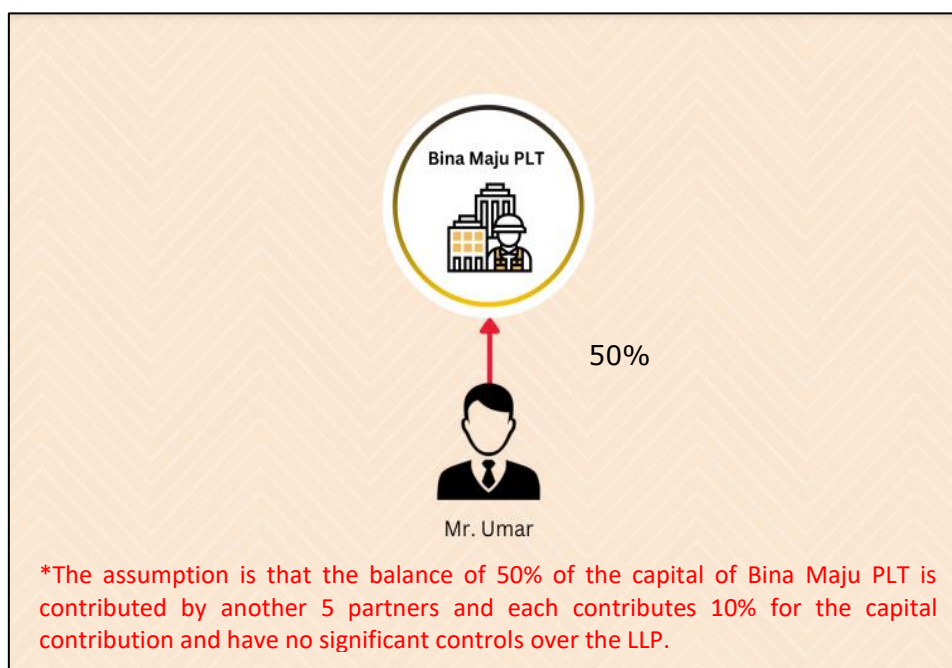 Bina Maju PLT
50%
Mr. Umar
*The assumption is that the balance of 50% of the capital of Bina Maju PLT is
contributed by another 5 partners and each contributes 10% for the capital
contribution and have no significant controls over the LLP.